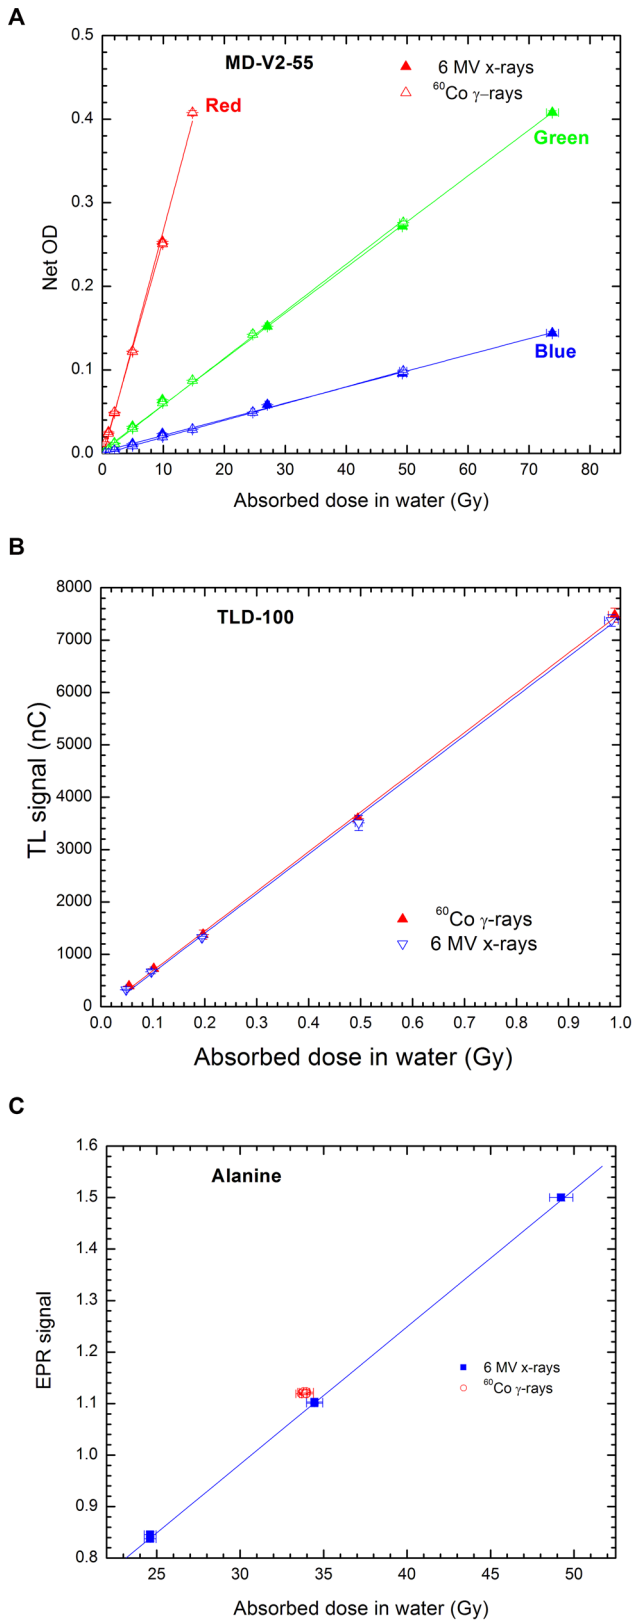 A
MD-V2-55
6 MV x-rays
⁶⁰Co γ–rays
Red
Green
Blue
0.5
0.4
0.3
0.2
0.1
0.0
Net OD
0 10 20 30 40 50 60 70 80
Absorbed dose in water (Gy)
B
TLD-100
8000
7000
6000
5000
4000
3000
2000
1000
0
TL signal (nC)
⁶⁰Co γ-rays
6 MV x-rays
0.0 0.1 0.2 0.3 0.4 0.5 0.6 0.7 0.8 0.9 1.0
Absorbed dose in water (Gy)
C
Alanine
1.6
1.5
1.4
1.3
1.2
1.1
1.0
0.9
0.8
EPR signal
6 MV x-rays
⁶⁰Co γ-rays
25 30 35 40 45 50
Absorbed dose in water (Gy)